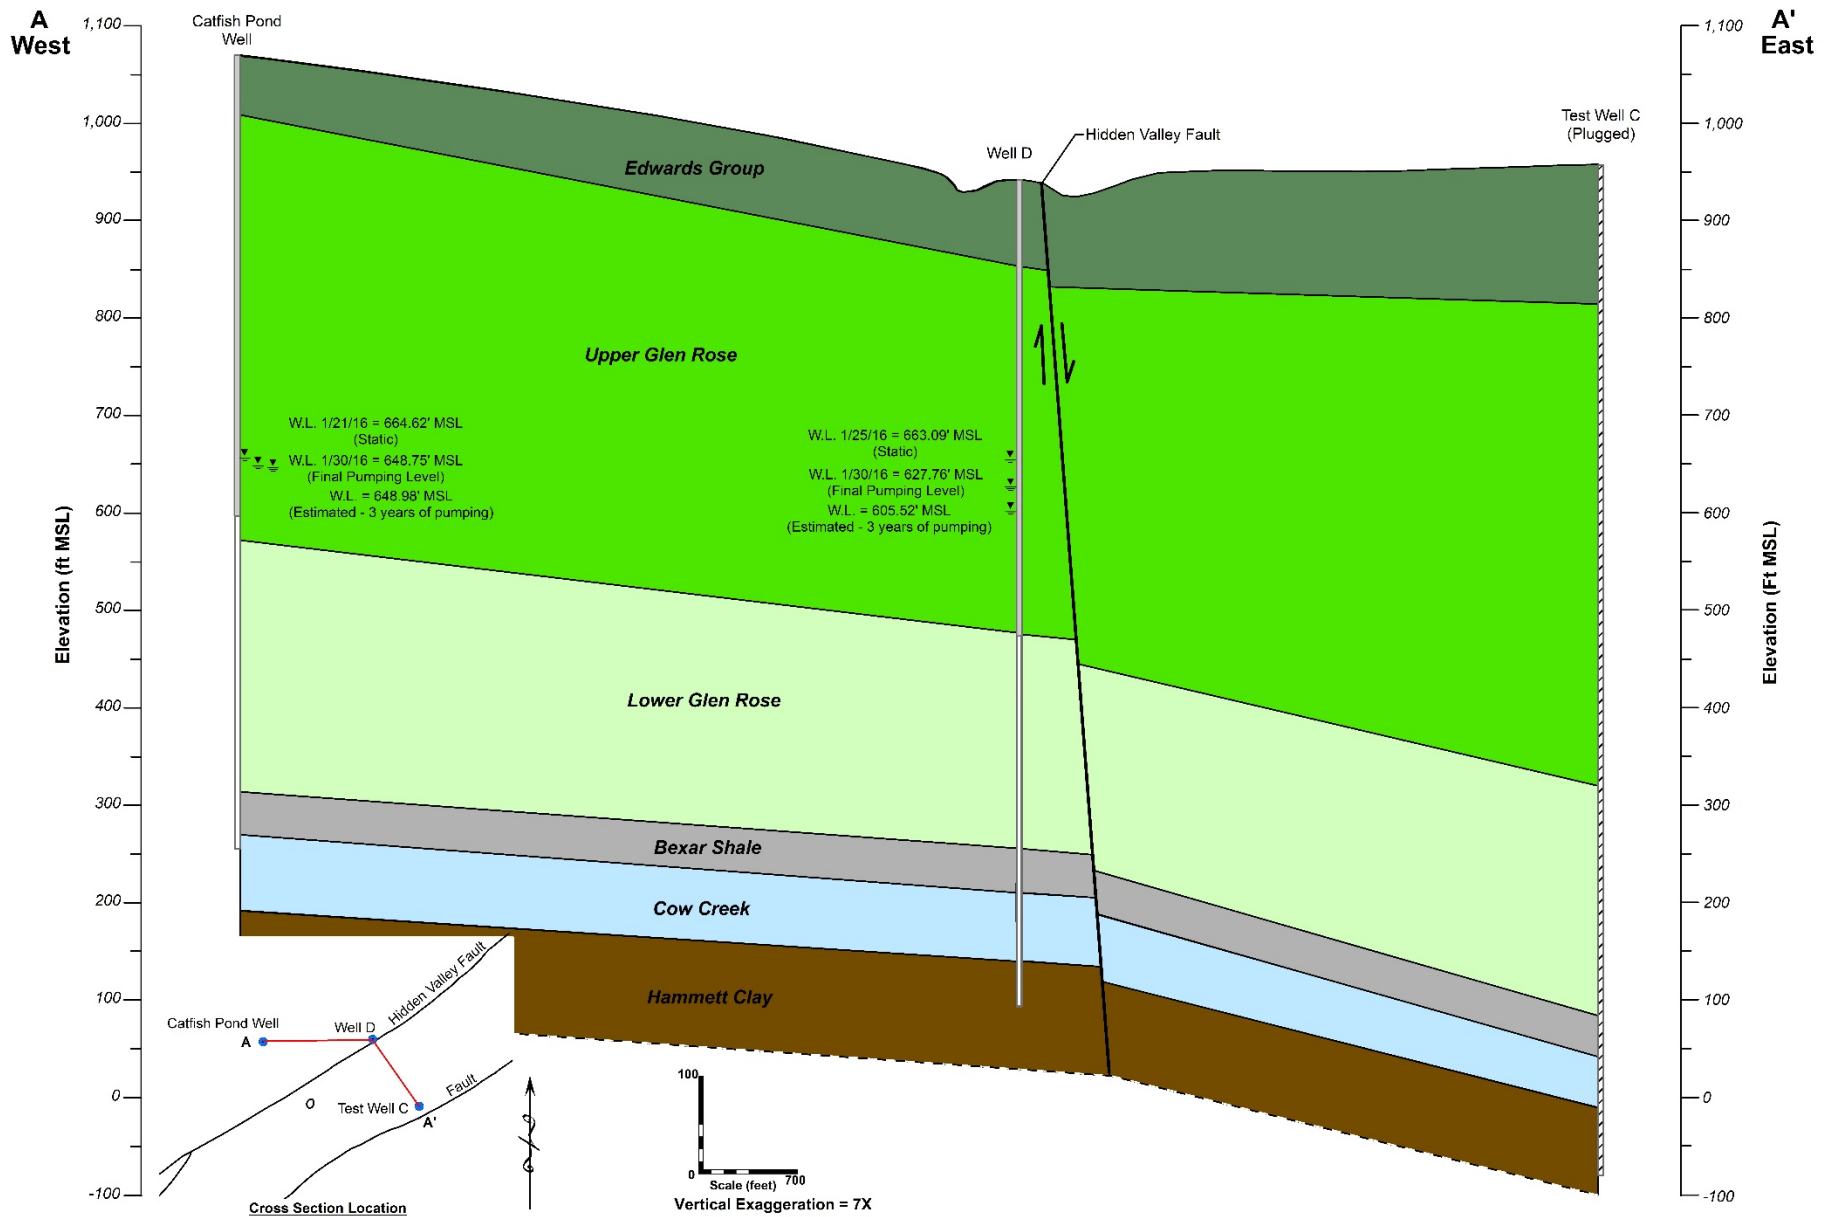 A
West
A'
East
Catfish Pond
Well
Well D
Hidden Valley Fault
Test Well C
(Plugged)
1,100
1,000
900
800
700
600
500
400
300
200
100
0
-100
Elevation (ft MSL)
Edwards Group
Upper Glen Rose
W.L. 1/21/16 = 664.62' MSL
(Static)
W.L. 1/30/16 = 648.75' MSL
(Final Pumping Level)
W.L. = 648.98' MSL
(Estimated - 3 years of pumping)
W.L. 1/25/16 = 663.09' MSL
(Static)
W.L. 1/30/16 = 627.76' MSL
(Final Pumping Level)
W.L. = 605.52' MSL
(Estimated - 3 years of pumping)
Lower Glen Rose
Bexar Shale
Cow Creek
Hammett Clay
1,100
1,000
900
800
700
600
500
400
300
200
100
0
-100
Elevation (Ft MSL)
Hidden Valley Fault
Catfish Pond Well
A
Well D
Fault
Test Well C
A'
Cross Section Location
100
0
700
Scale (feet)
Vertical Exaggeration = 7X